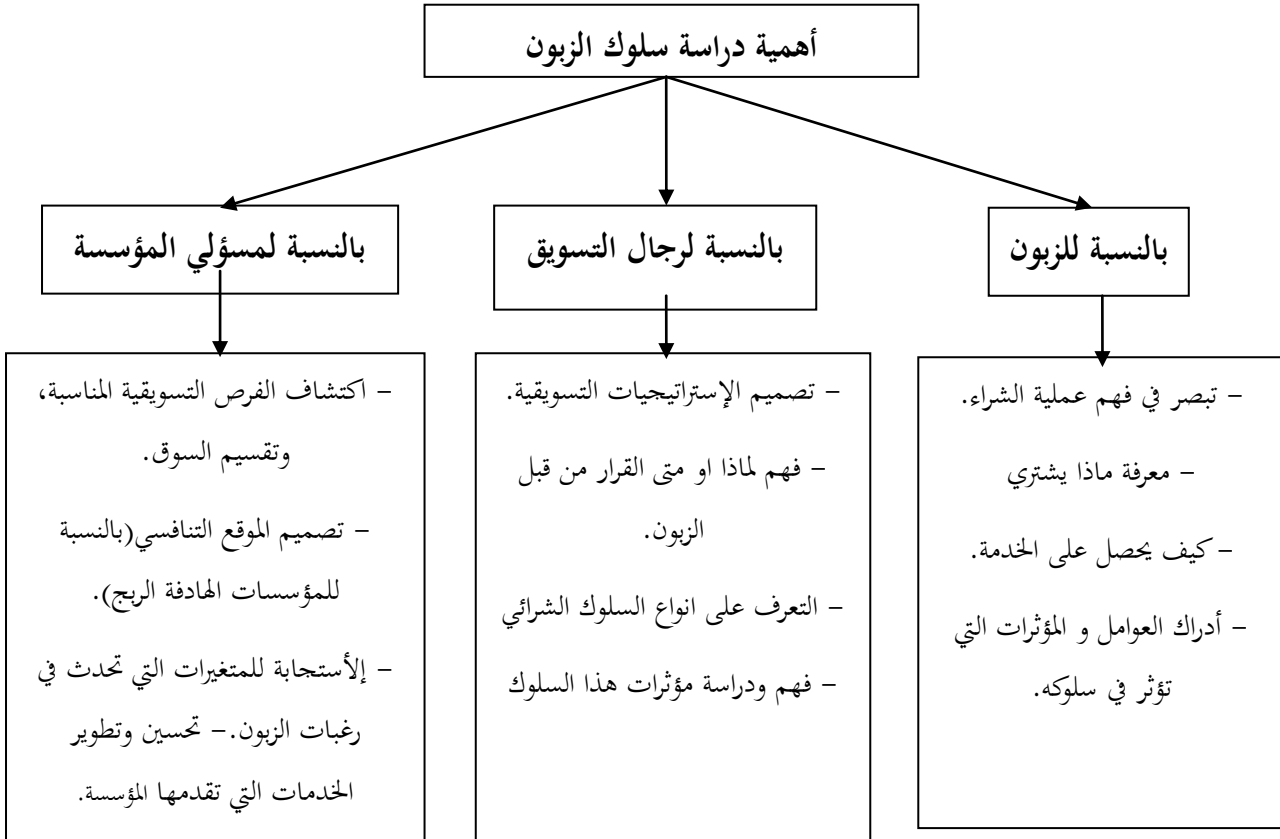 أهمية دراسة سلوك الزبون
بالنسبة للزبون
بالنسبة لرجال التسويق
بالنسبة لمسؤلي المؤسسة
– تبصر في فهم عملية الشراء.
– معرفة ماذا يشتري
– كيف يحصل على الخدمة.
– أدراك العوامل و المؤثرات التي
تؤثر في سلوكه.
– تصميم الإستراتيجيات التسويقية.
– فهم لماذا او متى القرار من قبل
الزبون.
– التعرف على انواع السلوك الشرائي
– فهم ودراسة مؤثرات هذا السلوك
– اكتشاف الفرص التسويقية المناسبة،
وتقسيم السوق.
– تصميم الموقع التنافسي(بالنسبة
للمؤسسات الهادفة الربج).
– إلأستجابة للمتغيرات التي تحدث في
رغبات الزبون.– تحسين وتطوير
الخدمات التي تقدمها المؤسسة.